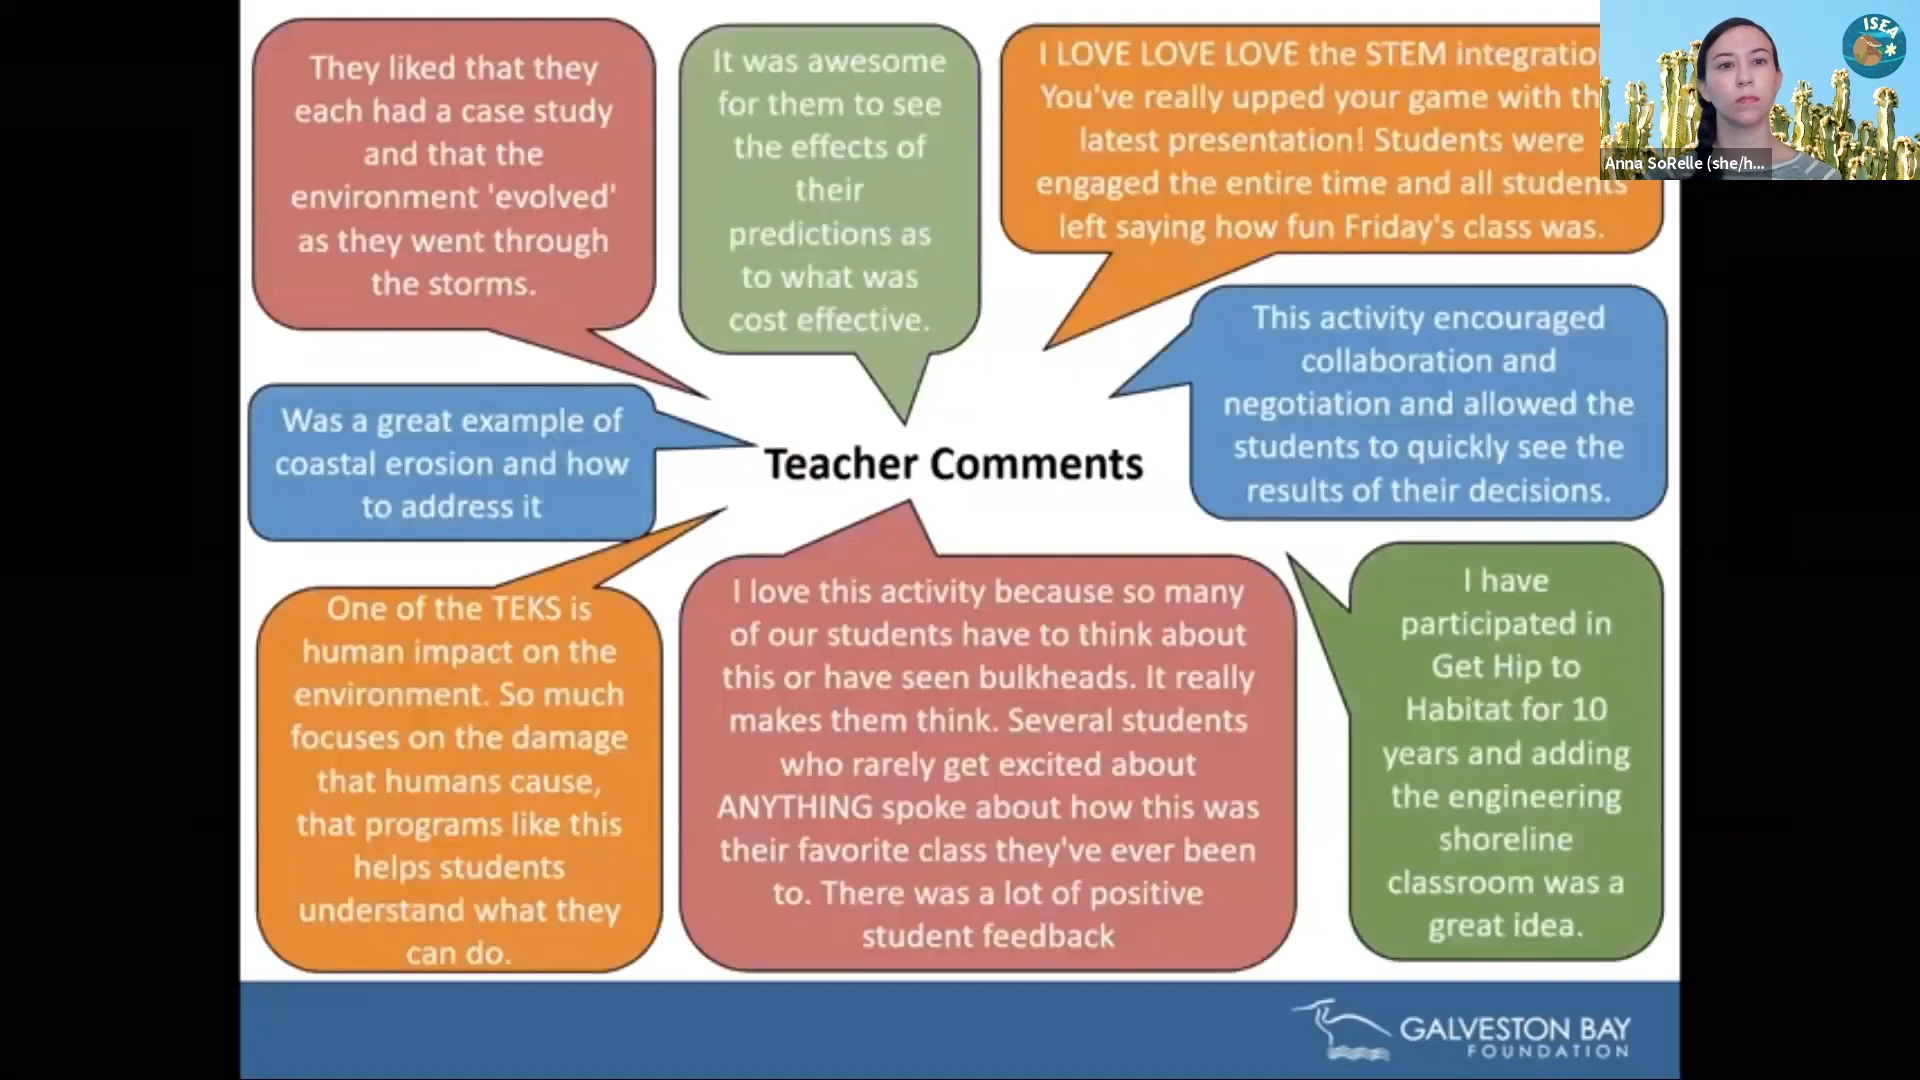 They liked that they
each had a case study
and that the
environment 'evolved'
as they went through
the storms.
It was awesome
for them to see
the effects of
their
predictions as
to what was
cost effective.
I LOVE LOVE LOVE the STEM
You've really upped your game with
latest presentation! Students were
engaged the entire time and all students
left saying how fun Friday's class was.
ISEA
Anna SoRelle (she/h...
Was a great example of
coastal erosion and how
to address it
Teacher Comments
This activity encouraged
collaboration and
negotiation and allowed the
students to quickly see the
results of their decisions.
One of the TEKS is
human impact on the
environment. So much
focuses on the damage
that humans cause,
that programs like this
helps students
understand what they
can do.
I love this activity because so many
of our students have to think about
this or have seen bulkheads. It really
makes them think. Several students
who rarely get excited about
ANYTHING spoke about how this was
their favorite class they've ever been
to. There was a lot of positive
student feedback
I have
participated in
Get Hip to
Habitat for 10
years and adding
the engineering
shoreline
classroom was a
great idea.
GALVESTON BAY
FOUNDATION